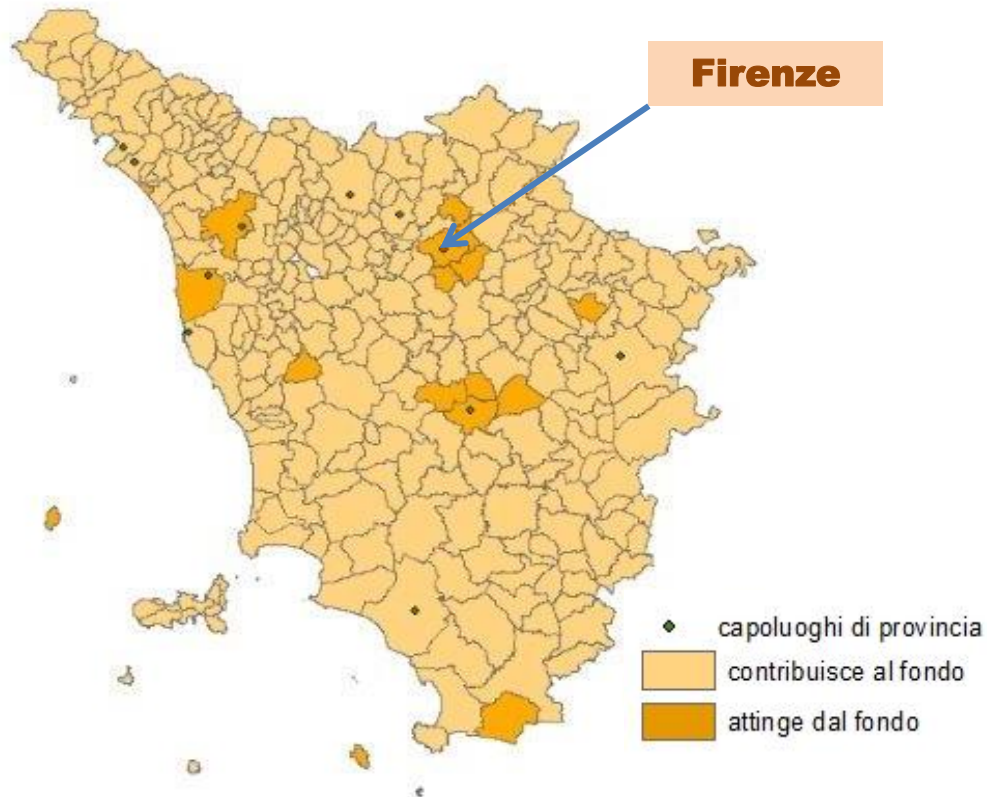 Firenze
capoluoghi di provincia
contribuisce al fondo
attinge dal fondo